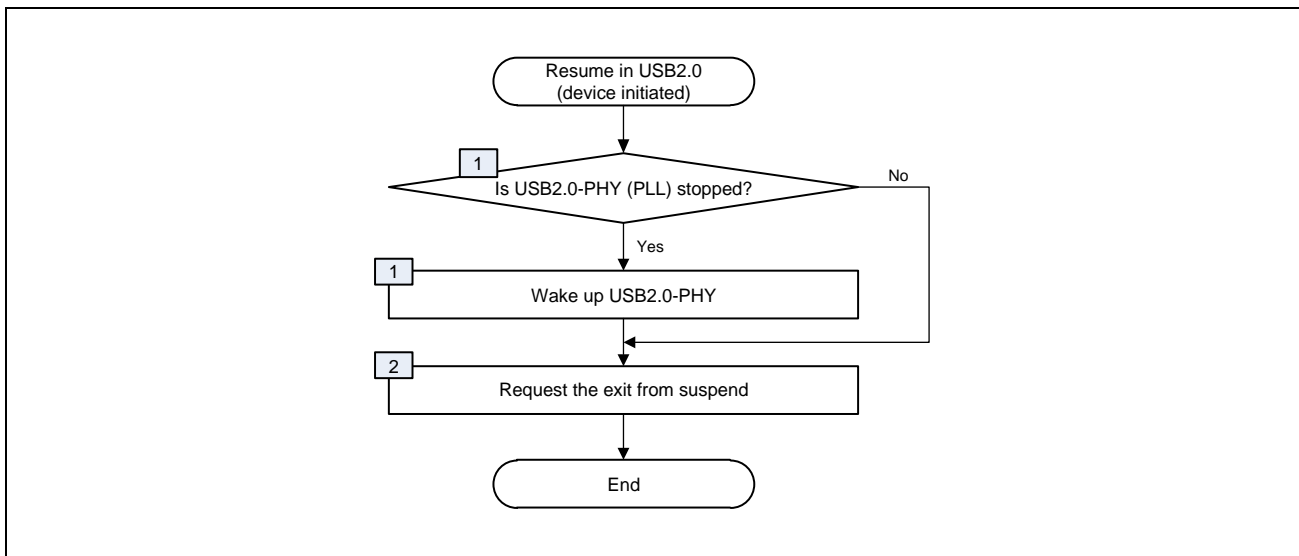 Resume in USB2.0
(device initiated)
1
Is USB2.0-PHY (PLL) stopped?
No
Yes
1
Wake up USB2.0-PHY
2
Request the exit from suspend
End